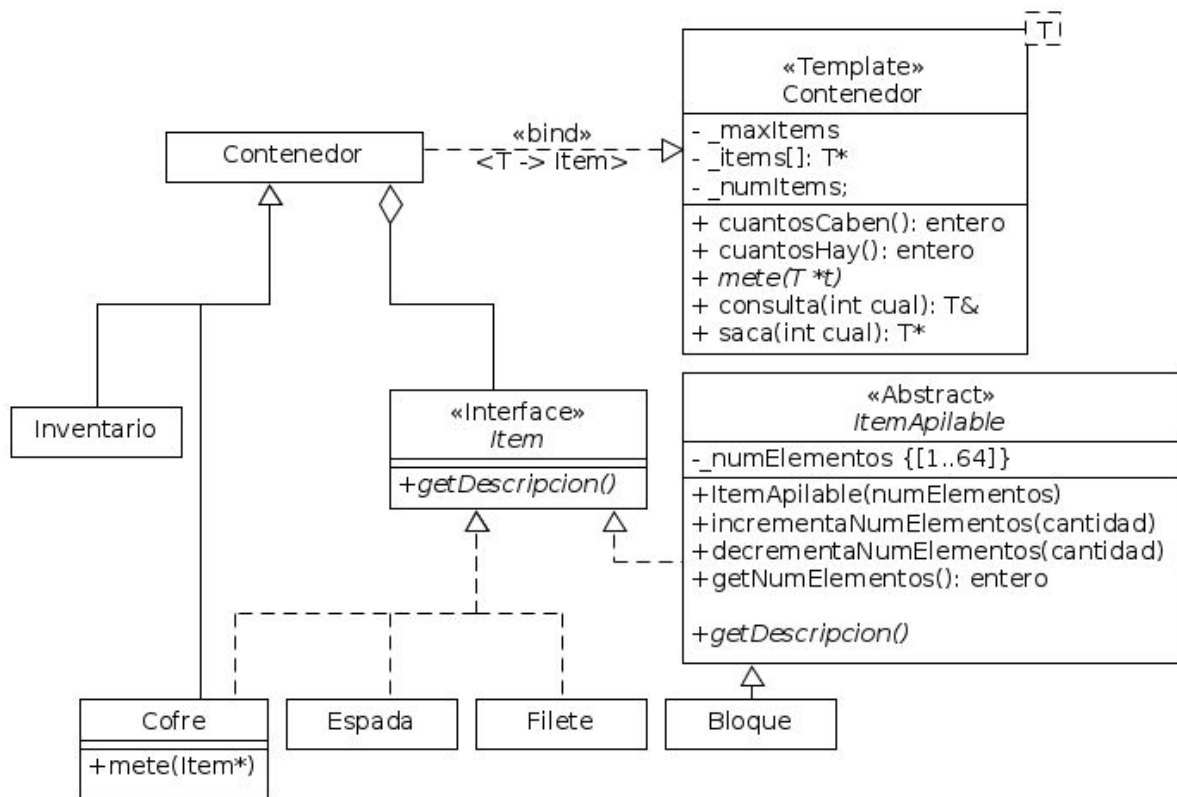 T
«Template»
Contenedor
- _maxItems
- _items[]: T*
- _numItems;
+ cuantosCaben(): entero
+ cuantosHay(): entero
+ mete(T *t)
+ consulta(int cual): T&
+ saca(int cual): T*
Contenedor
«bind»
<T -> Item>
Inventario
«Interface»
Item
+getDescripcion()
«Abstract»
ItemApilable
-_numElementos {[1..64]}
+ItemApilable(numElementos)
+incrementaNumElementos(cantidad)
+decrementaNumElementos(cantidad)
+getNumElementos(): entero
+getDescripcion()
Cofre
+mete(Item*)
Espada
Filete
Bloque